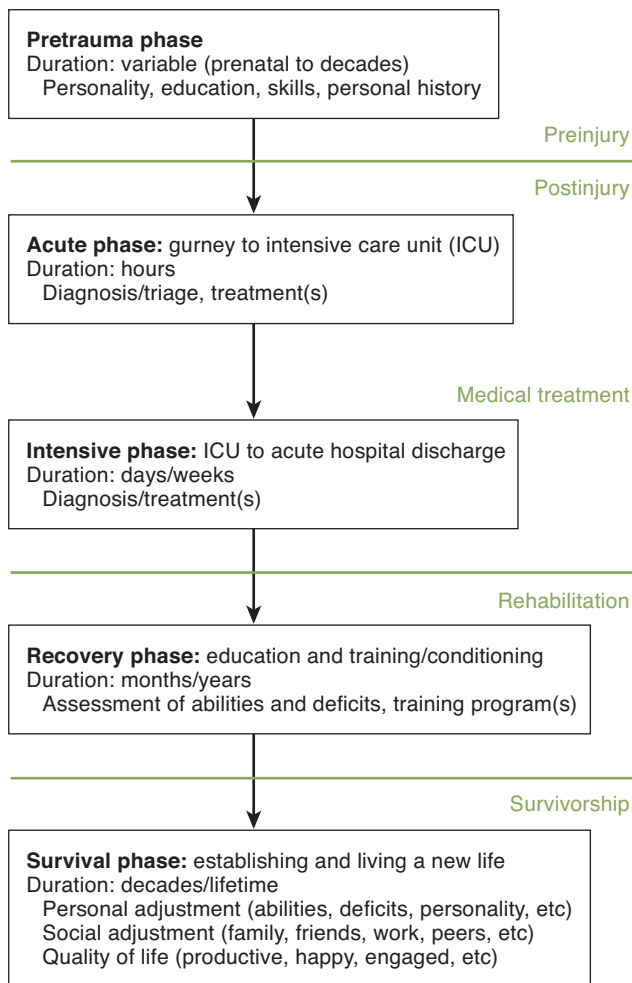 Pretrauma phase
Duration: variable (prenatal to decades)
Personality, education, skills, personal history
Preinjury
Postinjury
Acute phase: gurney to intensive care unit (ICU)
Duration: hours
Diagnosis/triage, treatment(s)
Medical treatment
Intensive phase: ICU to acute hospital discharge
Duration: days/weeks
Diagnosis/treatment(s)
Rehabilitation
Recovery phase: education and training/conditioning
Duration: months/years
Assessment of abilities and deficits, training program(s)
Survivorship
Survival phase: establishing and living a new life
Duration: decades/lifetime
Personal adjustment (abilities, deficits, personality, etc)
Social adjustment (family, friends, work, peers, etc)
Quality of life (productive, happy, engaged, etc)